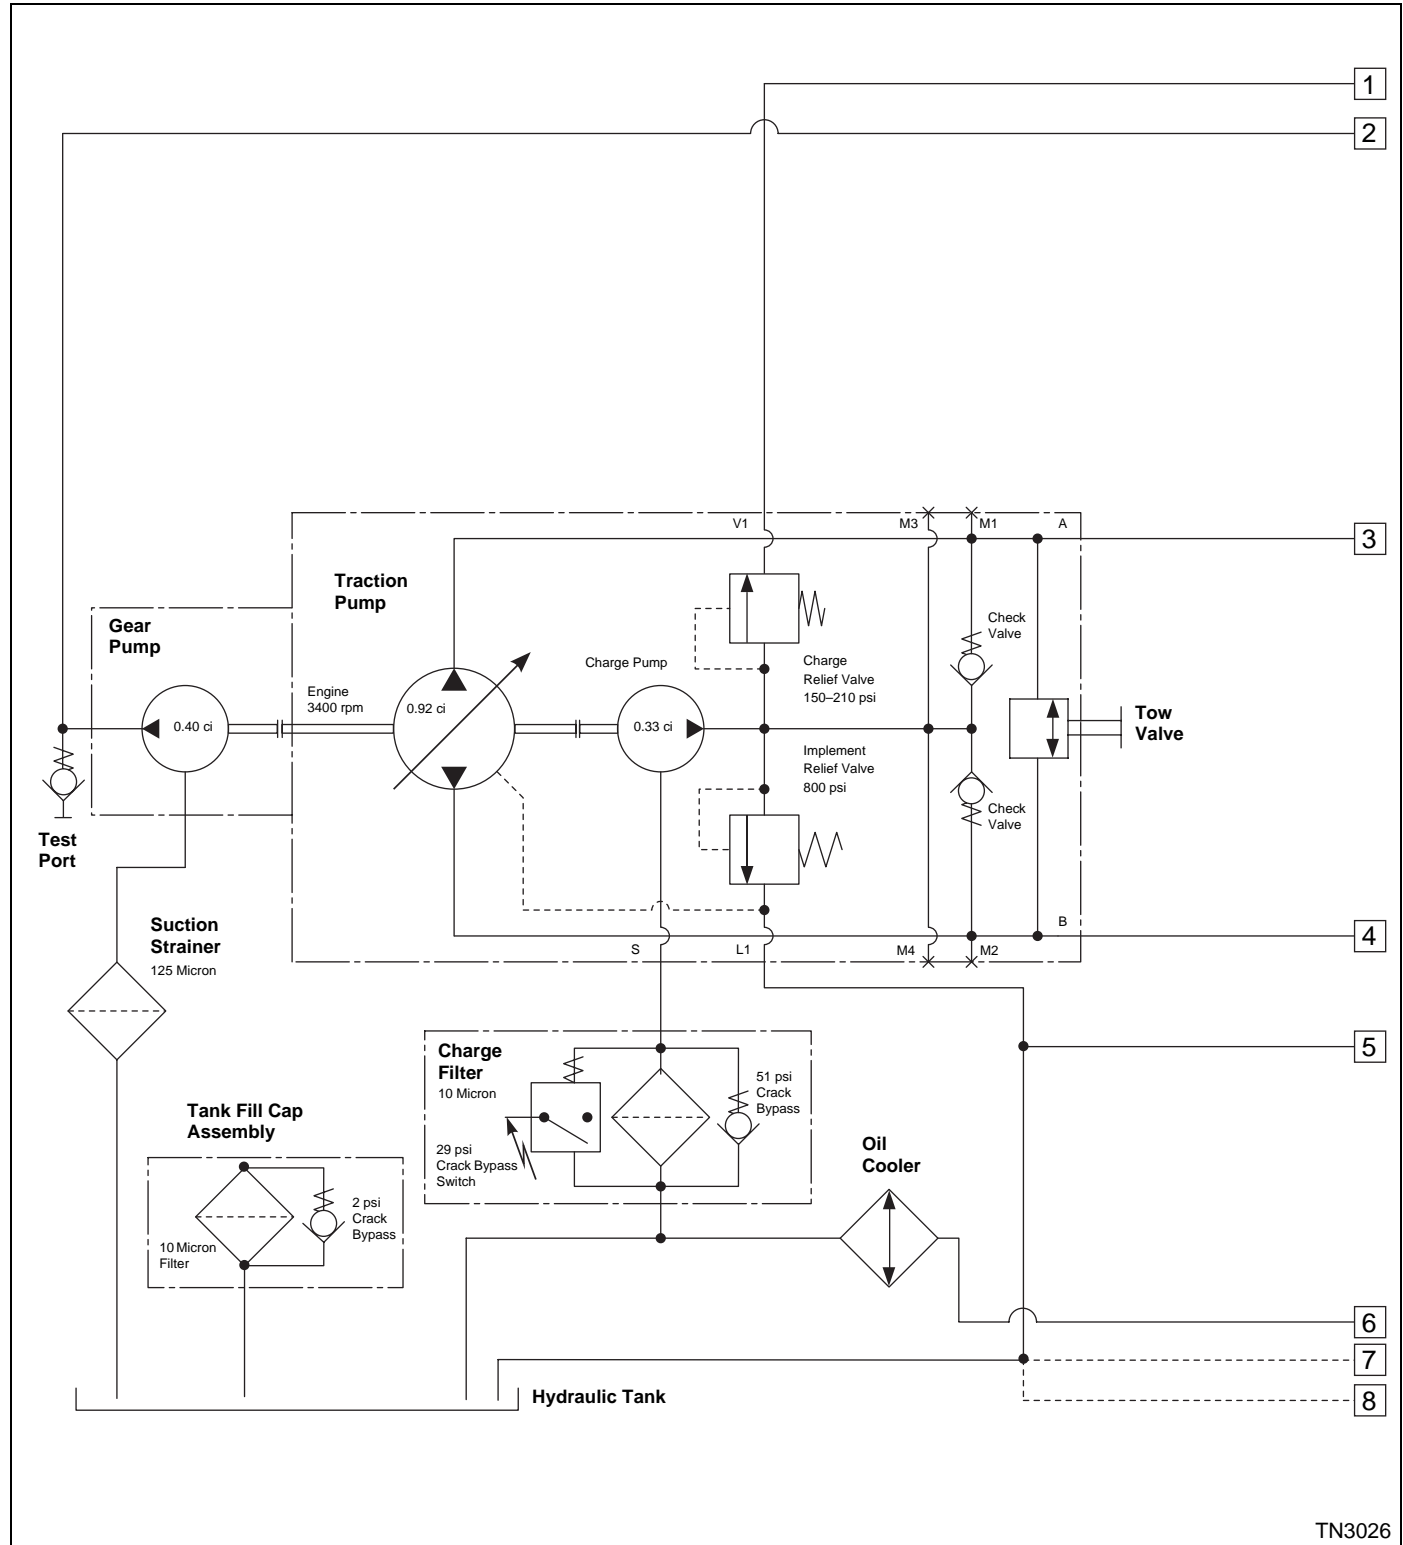 1
2
V1
M3
M1
A
3
Traction
Pump
Gear
Pump
Check
Valve
Charge Pump
Charge
Relief Valve
150–210 psi
Engine
3400 rpm
0.92 ci
0.40 ci
0.33 ci
Tow
Valve
Implement
Relief Valve
800 psi
Check
Valve
Test
Port
Suction
Strainer
125 Micron
B
4
S
L1
M4
M2
Charge
Filter
10 Micron
5
51 psi
Crack
Bypass
29 psi
Crack Bypass
Switch
Tank Fill Cap
Assembly
2 psi
Crack
Bypass
10 Micron
Filter
Oil
Cooler
6
7
8
Hydraulic Tank
TN3026